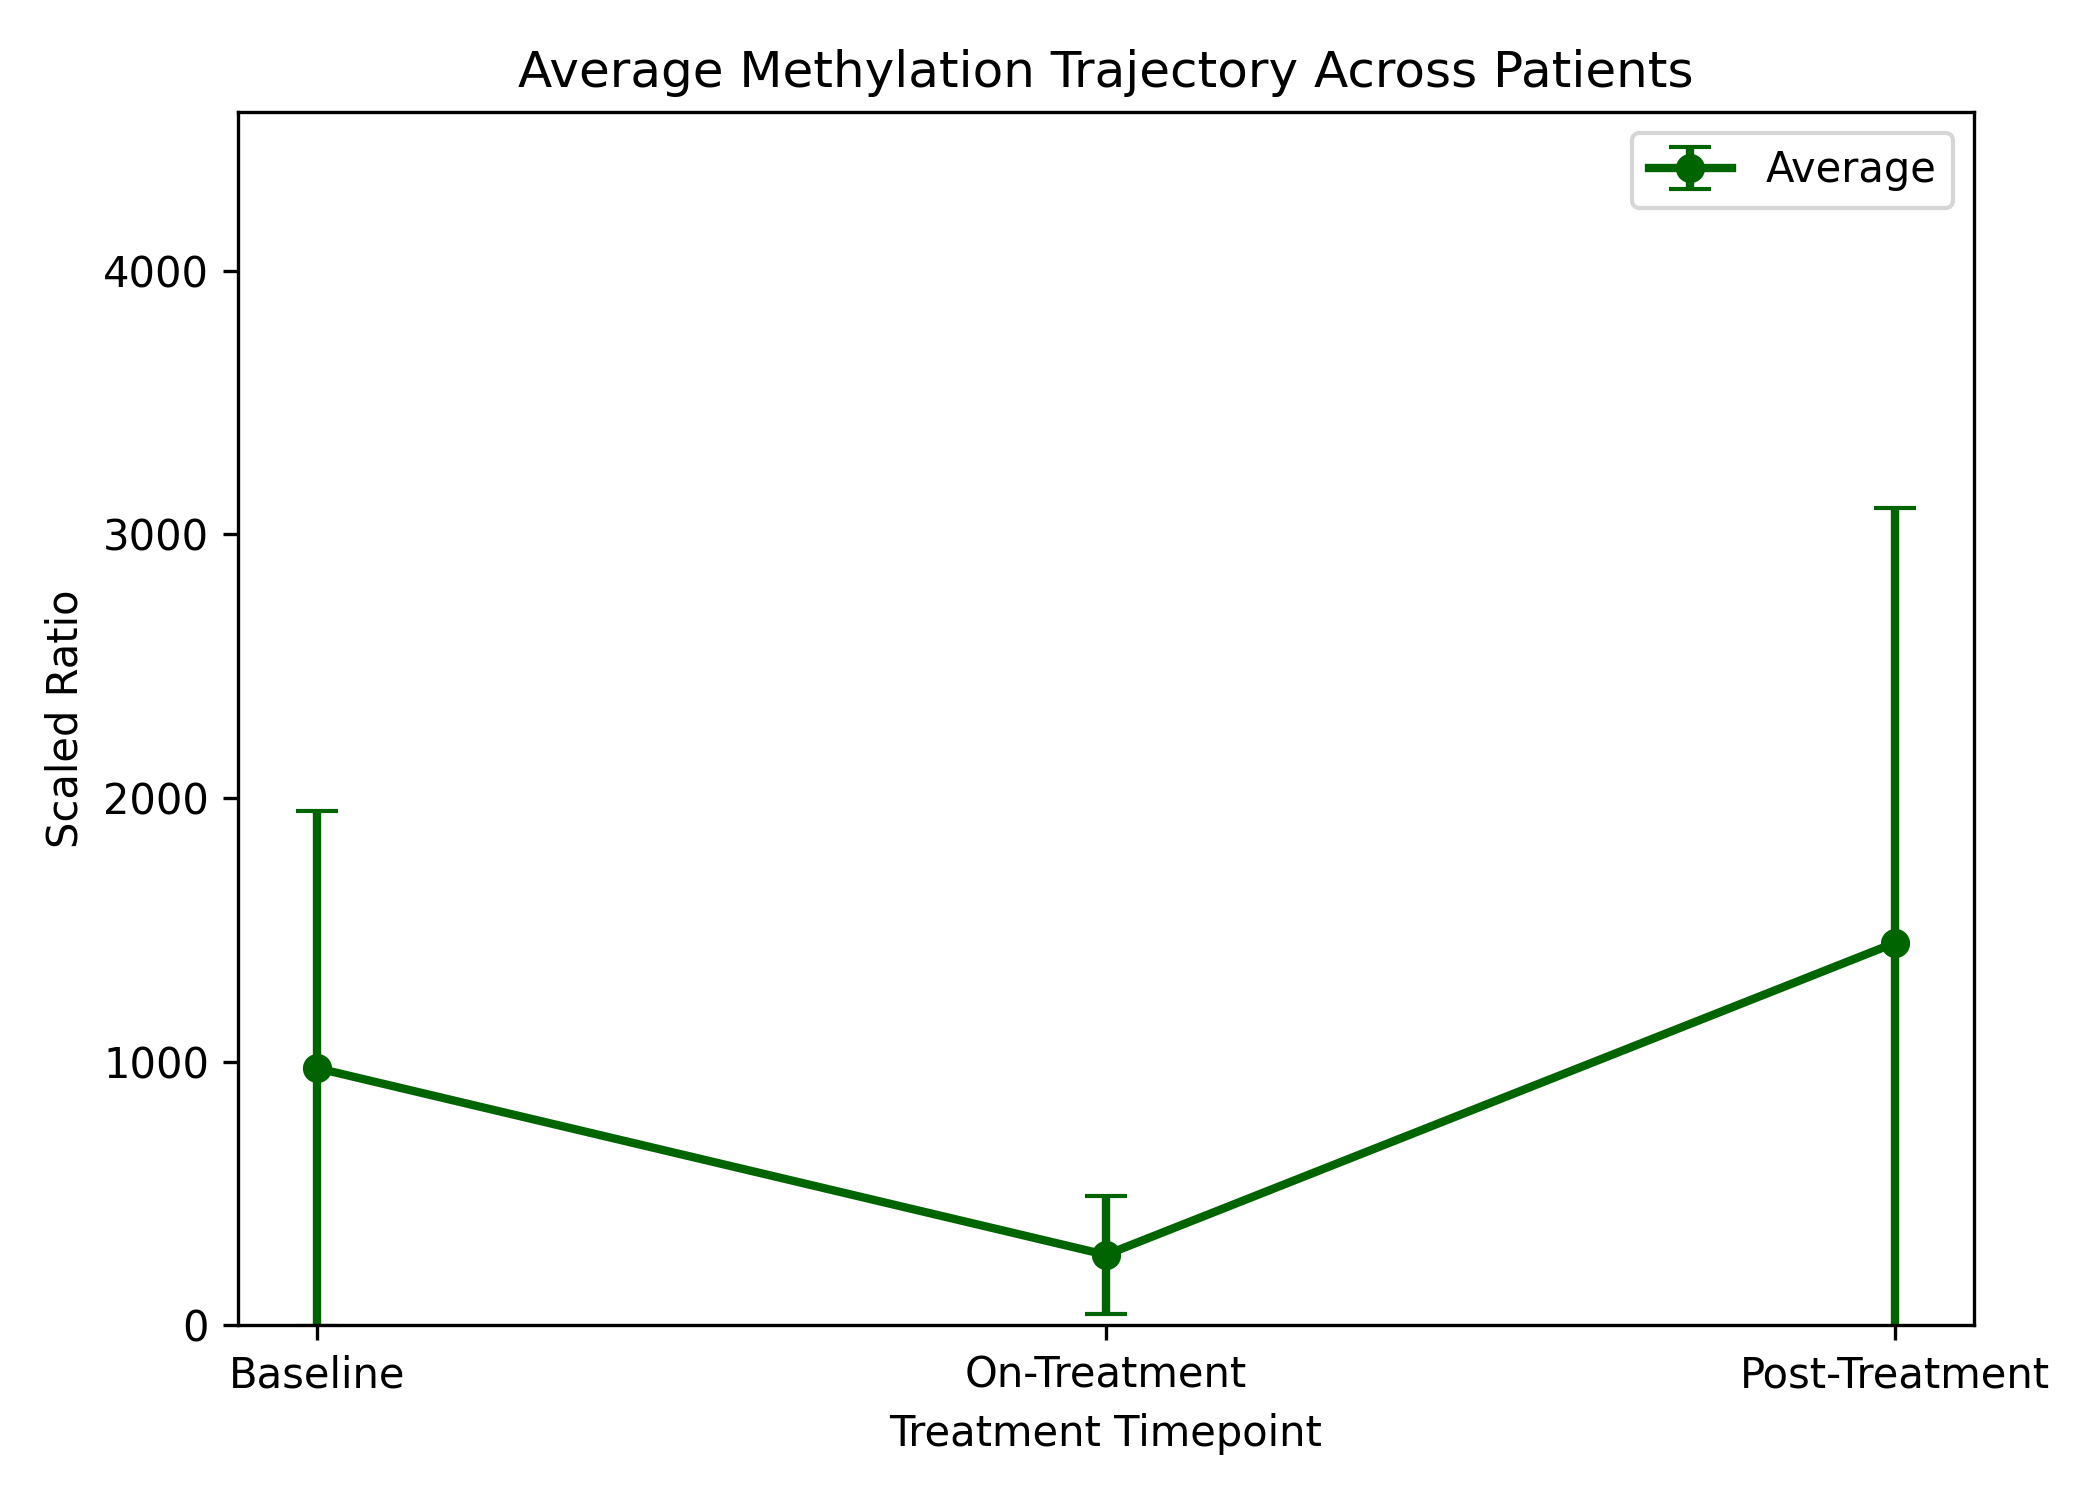 Average Methylation Trajectory Across Patients
Average
4000
3000
2000
1000
0
Scaled Ratio
Baseline
On-Treatment
Post-Treatment
Treatment Timepoint